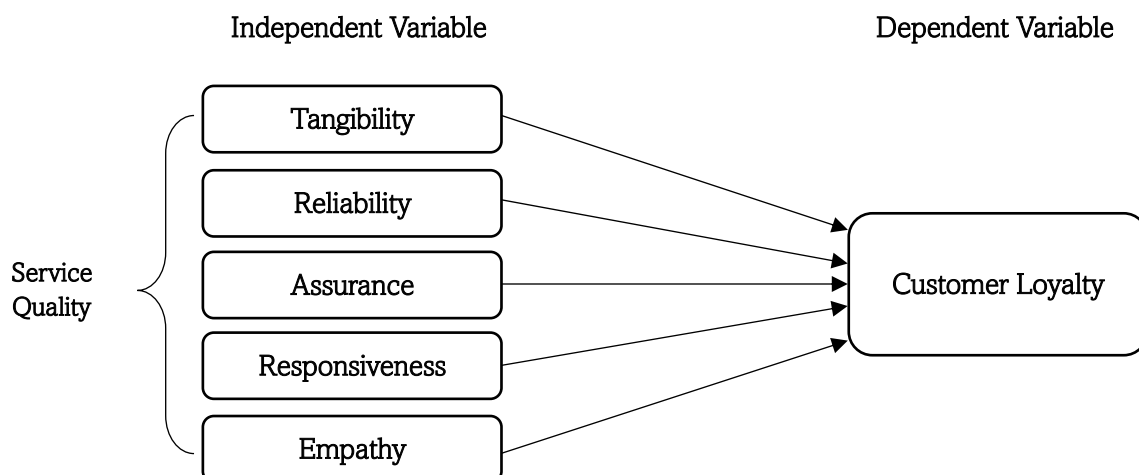 Independent Variable
Dependent Variable
Tangibility
Reliability
Assurance
Responsiveness
Empathy
Service
Quality
Customer Loyalty